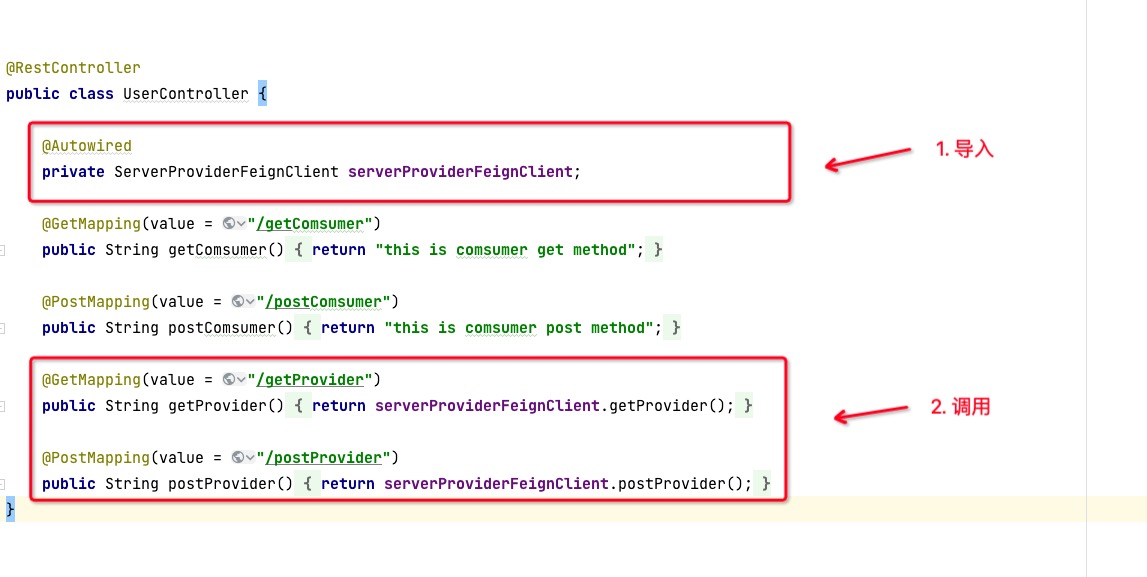 @RestController
public class UserController {
@Autowired
private ServerProviderFeignClient serverProviderFeignClient;
1. 导入
@GetMapping(value = "/getComsumer")
public String getComsumer() { return "this is comsumer get method"; }
@PostMapping(value = "/postComsumer")
public String postComsumer() { return "this is comsumer post method"; }
@GetMapping(value = "/getProvider")
public String getProvider() { return serverProviderFeignClient.getProvider(); }
2. 调用
@PostMapping(value = "/postProvider")
public String postProvider() { return serverProviderFeignClient.postProvider(); }
}